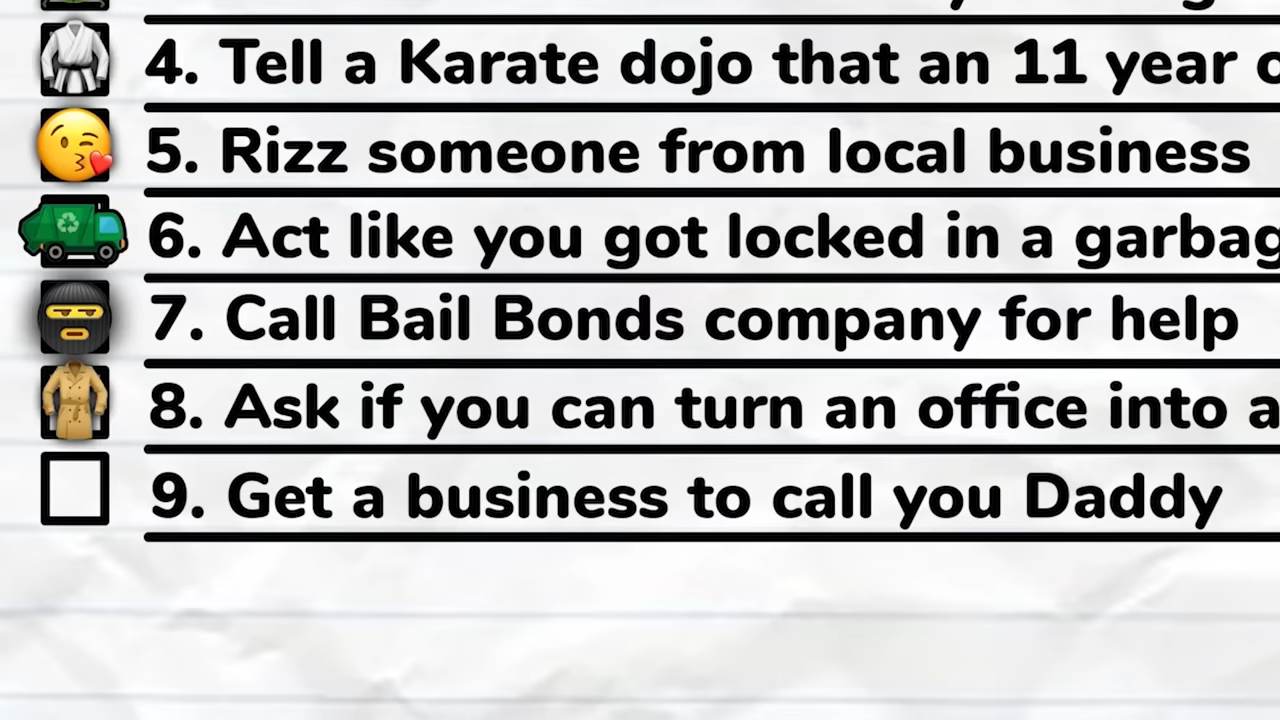 4. Tell a Karate dojo that an 11 year
5. Rizz someone from local business
6. Act like you got locked in a garbag
7. Call Bail Bonds company for help
8. Ask if you can turn an office into a
9. Get a business to call you Daddy